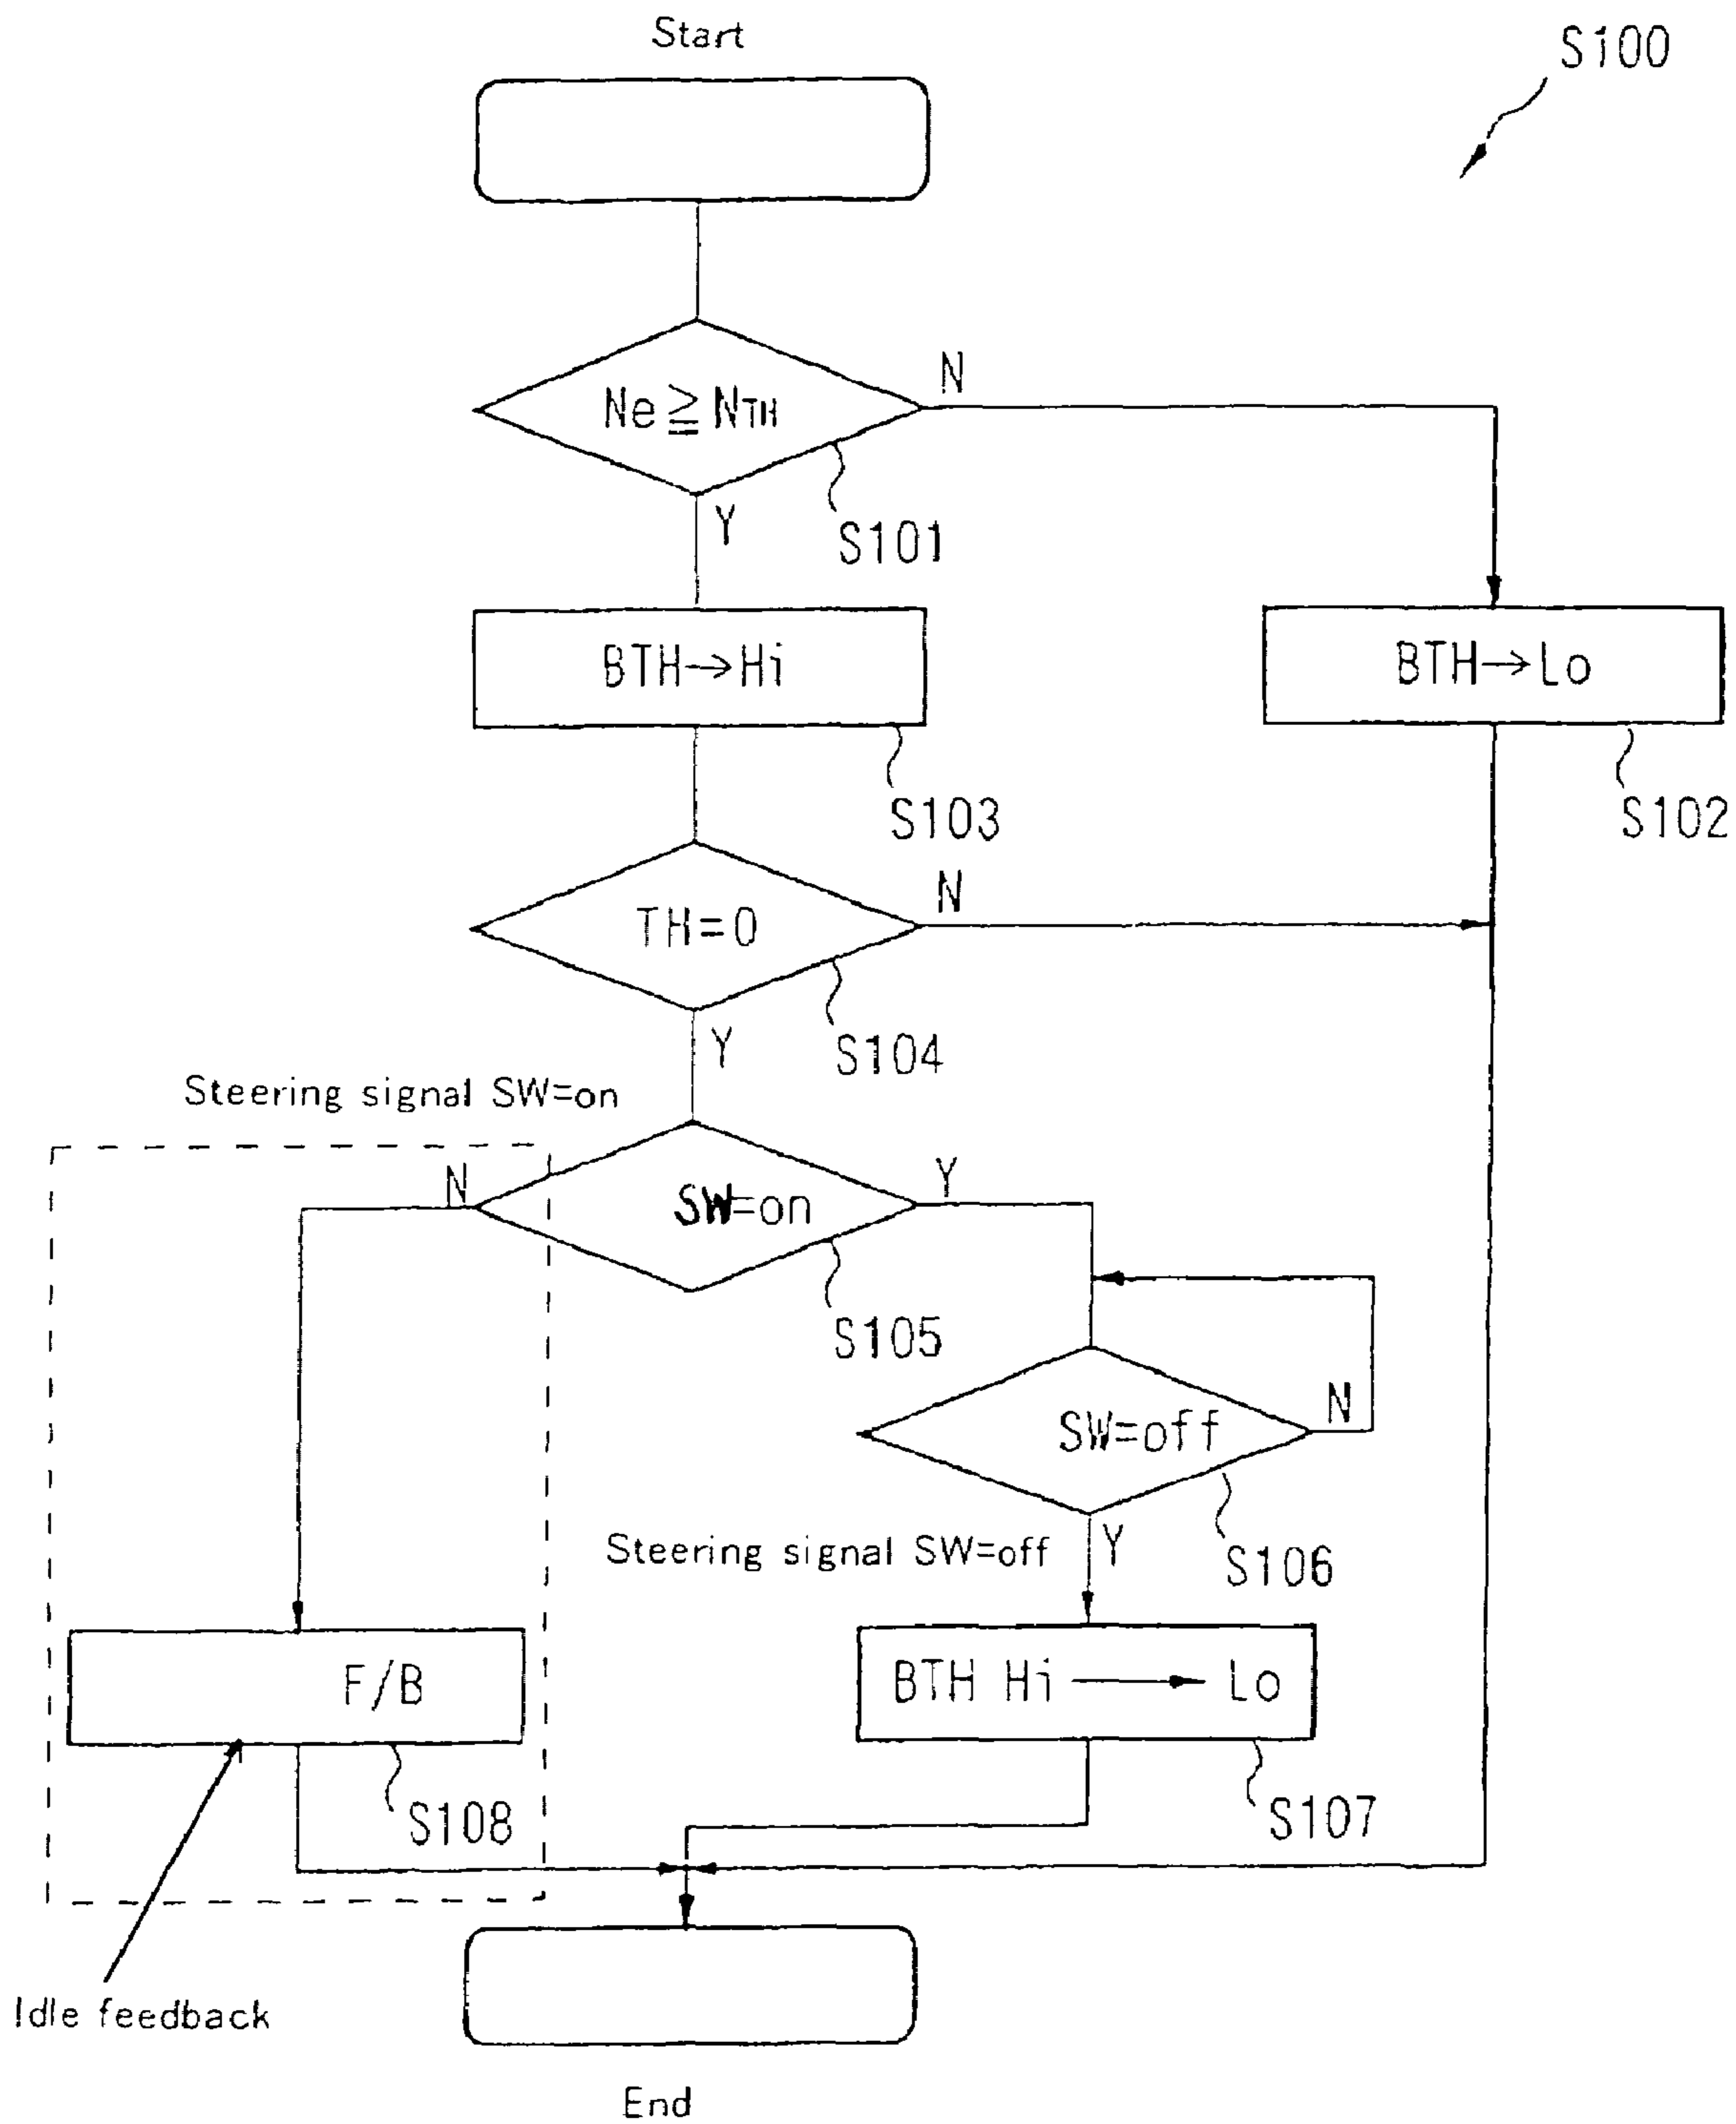 Start
S100
Ne≧NTH
N
Y
S101
BTH→Hi
BTH→Lo
S103
S102
TH=0
N
Y
S104
Steering signal SW=on
N
SW=on
Y
S105
SW=off
N
Steering signal SW=off
Y
S106
F/B
BTH Hi → Lo
S108
S107
Idle feedback
End